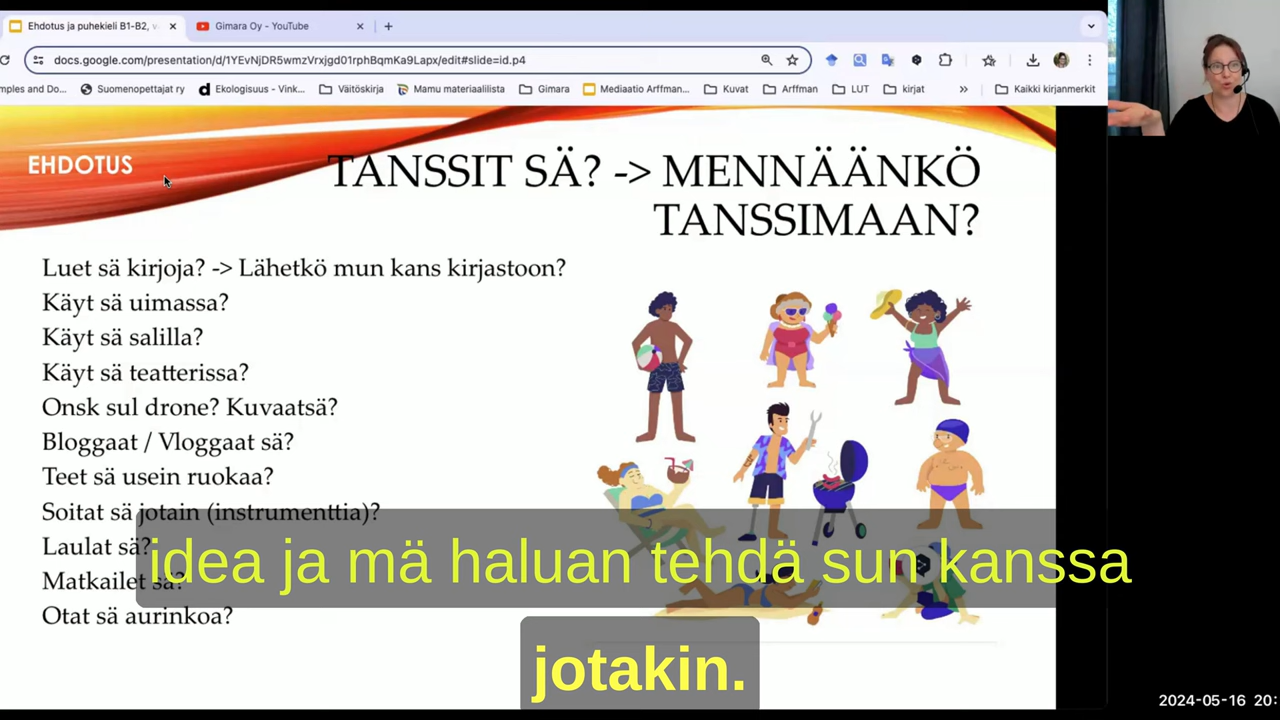 Ehdotus ja puhekieli B1-B2, v
Gimara Oy - YouTube
docs.google.com/presentation/d/1YEvNjDR5wmzVrxjgd01rphBqmKa9Lapx/edit#slide=id.p4
mples and Do...
Suomenopettajat ry
Ekologisuus - Vink...
Väitöskirja
Mamu materiaalilista
Gimara
Mediaatio Arffman...
Kuvat
Arffman
LUT
kirjat
»
Kaikki kirjanmerkit
EHDOTUS
TANSSIT SÄ? -> MENNÄÄNKÖ
TANSSIMAAN?
Luet sä kirjoja? -> Lähetkö mun kans kirjastoon?
Käyt sä uimassa?
Käyt sä salilla?
Käyt sä teatterissa?
Onsk sul drone? Kuvaatsä?
Bloggaat / Vloggaat sä?
Teet sä usein ruokaa?
Soitat sä jotain (instrumenttia)?
Laulat sä?
Matkailet sä?
Otat sä aurinkoa?
idea ja mä haluan tehdä sun kanssa
jotakin.
2024-05-16 20: